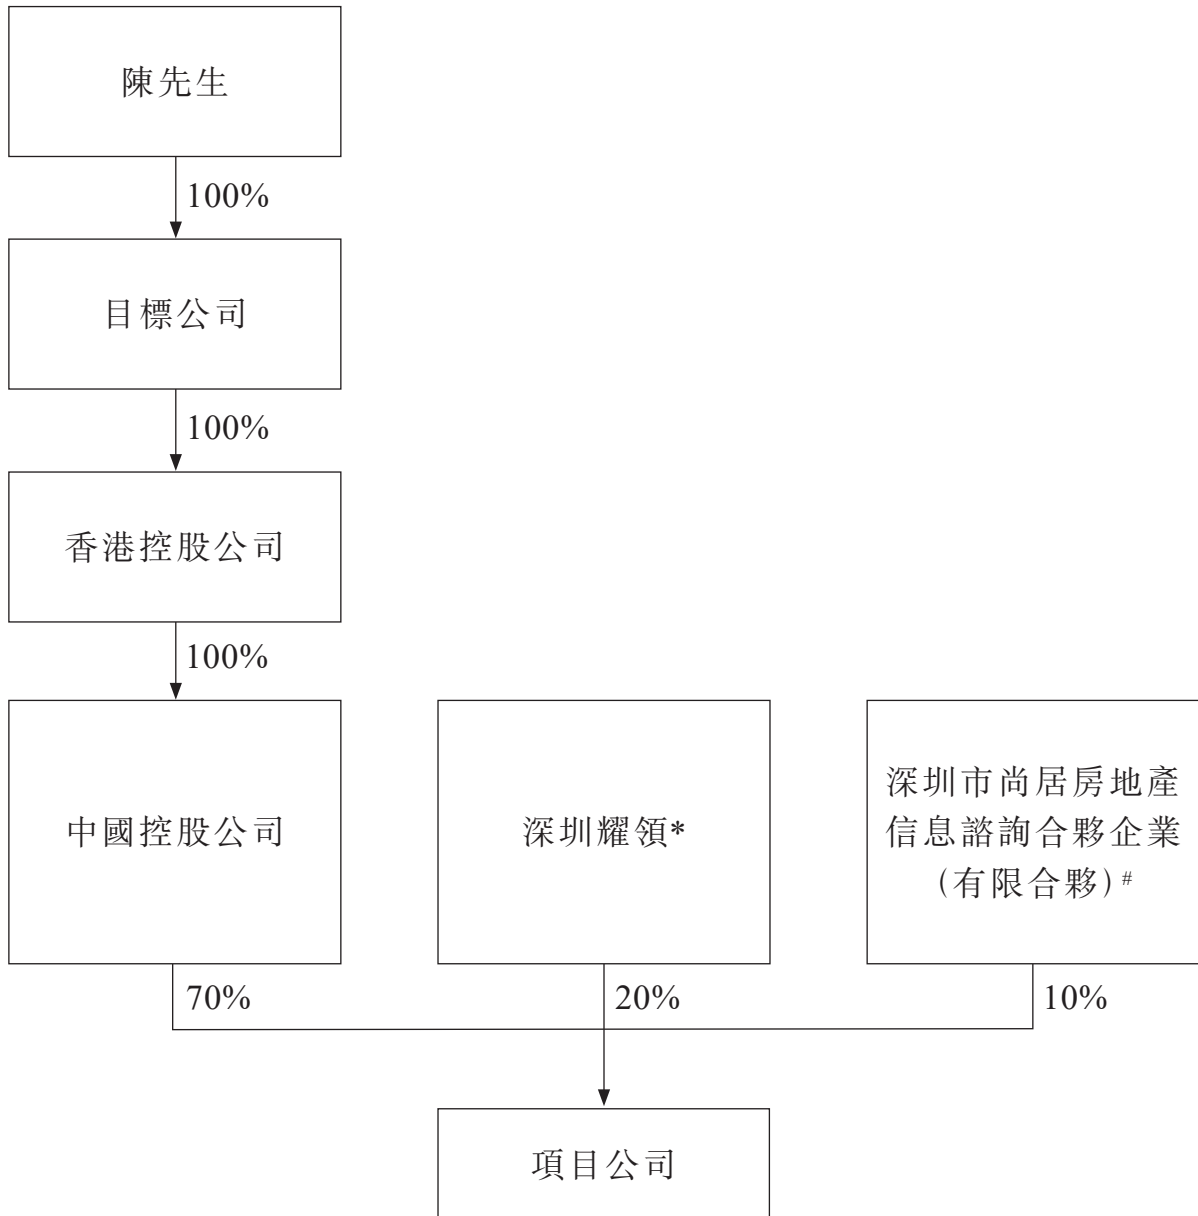 陳先生
100%
目標公司
100%
香港控股公司
100%
中國控股公司
深圳耀領*
深圳市尚居房地產
信息諮詢合夥企業
(有限合夥)#
70%
20%
10%
項目公司